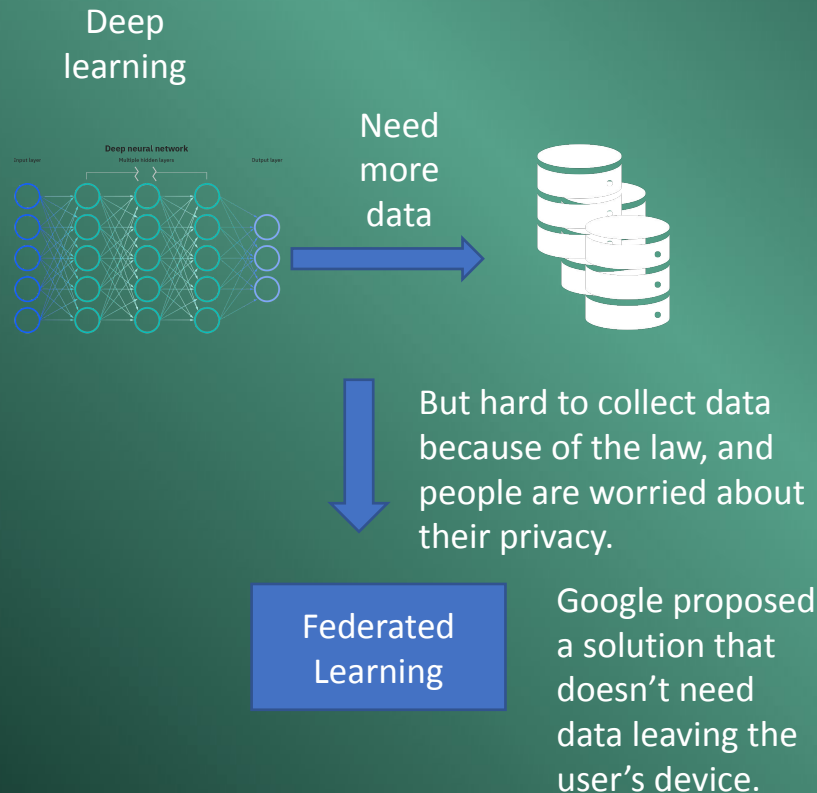 Deep
learning
Deep neural network
Input layer
Multiple hidden layers
Output layer
Need
more
data
But hard to collect data
because of the law, and
people are worried about
their privacy.
Federated
Learning
Google proposed
a solution that
doesn’t need
data leaving the
user’s device.